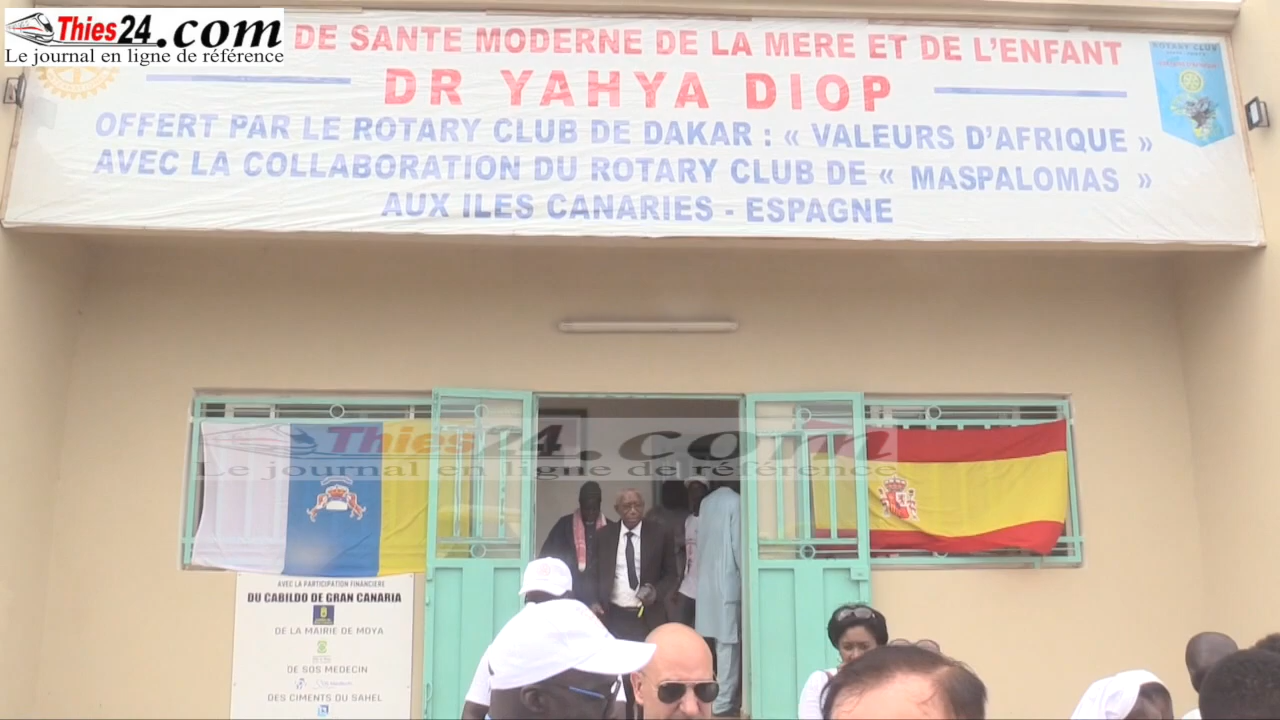 Thies24.com
Le journal en ligne de référence
DE SANTE MODERNE DE LA MERE ET DE L'ENFANT
DR YAHYA DIOP
OFFERT PAR LE ROTARY CLUB DE DAKAR : « VALEURS D'AFRIQUE »
AVEC LA COLLABORATION DU ROTARY CLUB DE « MASPALOMAS »
AUX ILES CANARIES - ESPAGNE
ROTARY CLUB
Thies24.com
Le journal en ligne de référence
AVEC LA PARTICIPATION FINANCIERE
DU CABILDO DE GRAN CANARIA
DE LA MAIRIE DE MOYA
DE SOS MEDECIN
DES CIMENTS DU SAHEL